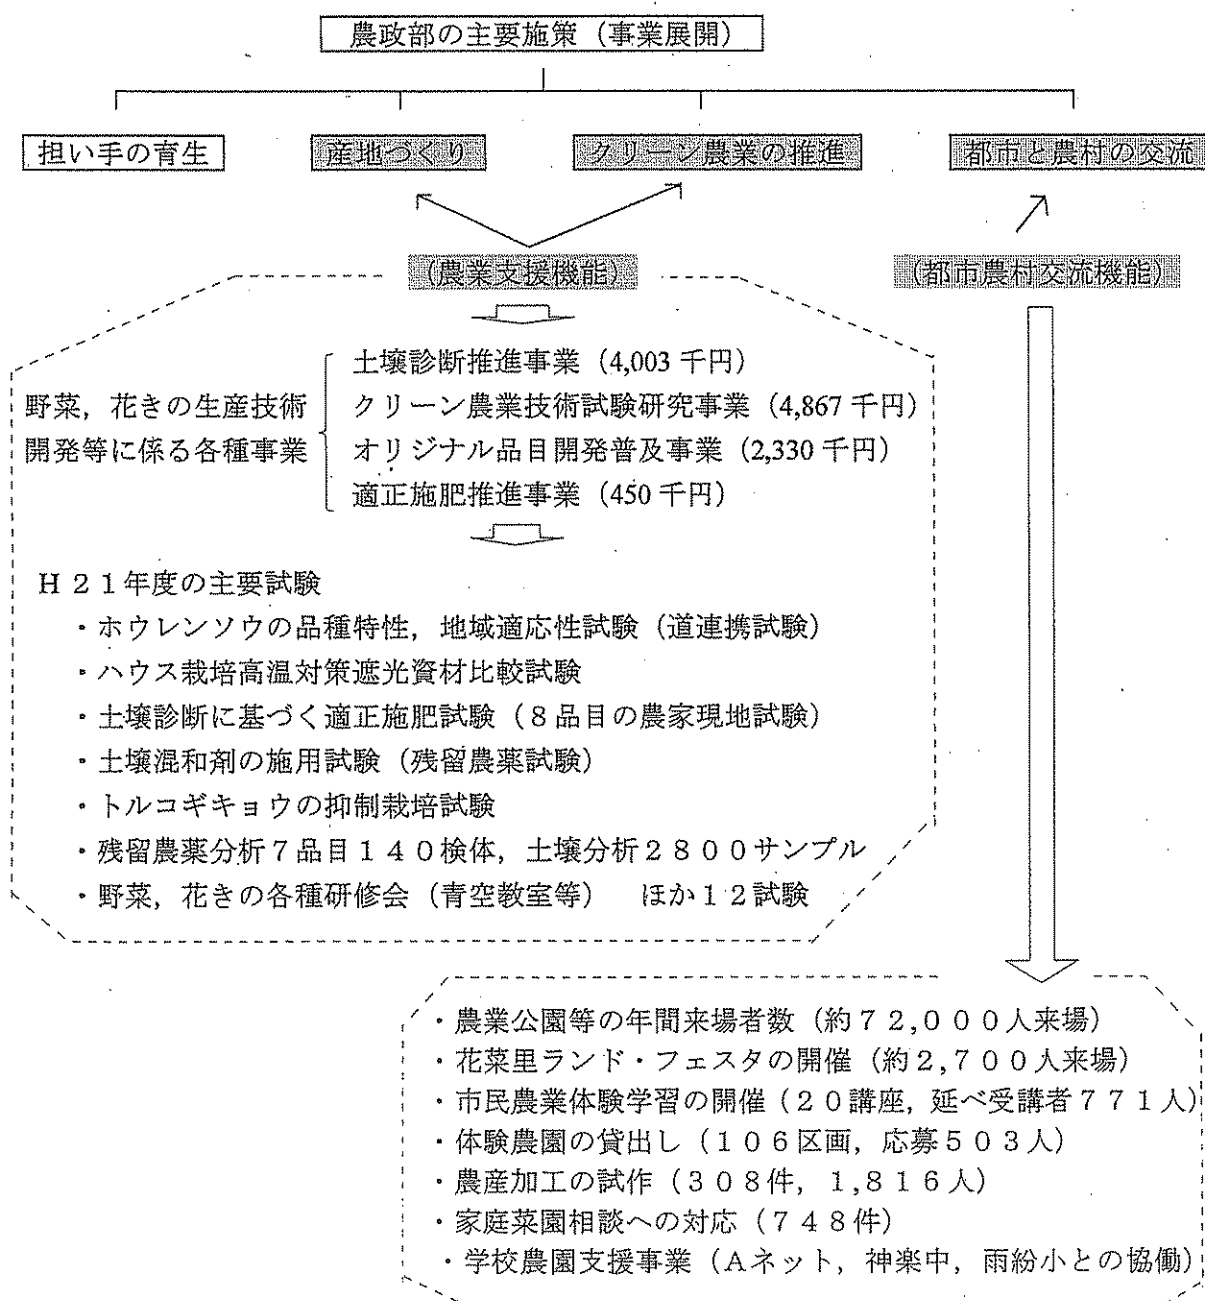 農政部の主要施策（事業展開）
担い手の育成
産地づくり
クリーン農業の推進
都市と農村の交流
（農業支援機能）
（都市農村交流機能）
野菜，花きの生産技術
開発等に係る各種事業
土壌診断推進事業（4,003 千円）
クリーン農業技術試験研究事業（4,867 千円）
オリジナル品目開発普及事業（2,330 千円）
適正施肥推進事業（450 千円）
Ｈ２１年度の主要試験
・ホウレンソウの品種特性，地域適応性試験（道連携試験）
・ハウス栽培高温対策遮光資材比較試験
・土壌診断に基づく適正施肥試験（８品目の農家現地試験）
・土壌混和剤の施用試験（残留農薬試験）
・トルコギキョウの抑制栽培試験
・残留農薬分析７品目１４０検体，土壌分析２８００サンプル
・野菜，花きの各種研修会（青空教室等）　ほか１２試験
・農業公園等の年間来場者数（約７２,０００人来場）
・花菜里ランド・フェスタの開催（約２,７００人来場）
・市民農業体験学習の開催（２０講座，延べ受講者７７１人）
・体験農園の貸出し（１０６区画，応募５０３人）
・農産加工の試作（３０８件，１,８１６人）
・家庭菜園相談への対応（７４８件）
・学校農園支援事業（Ａネット，神楽中，雨紛小との協働）